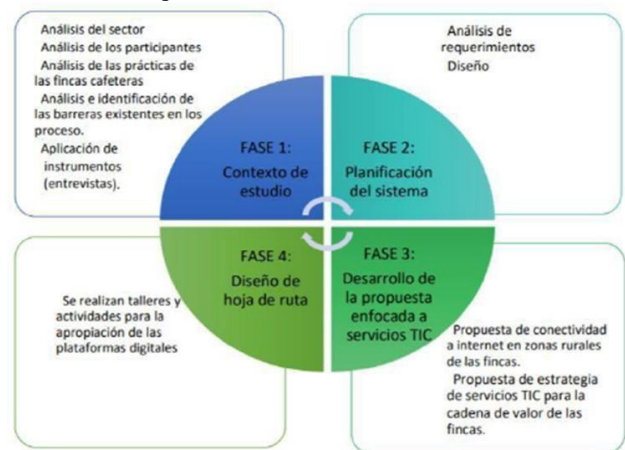 Análisis del sector
Análisis de los participantes
Análisis de las prácticas de
las fincas cafeteras
Análisis e identificación de
las barreras existentes en los
proceso.
Aplicación de
instrumentos
(entrevistas).
FASE 1:
Contexto de
estudio
Análisis de
requerimientos
Diseño
FASE 2:
Planificación
del sistema
FASE 4:
Diseño de
hoja de ruta
Se realizan talleres y
actividades para la
apropiación de las
plataformas digitales
FASE 3:
Desarrollo de
la propuesta
enfocada a
servicios TIC
Propuesta de conectividad
a internet en zonas rurales
de las fincas.
Propuesta de estrategia
de servicios TIC para la
cadena de valor de las
fincas.